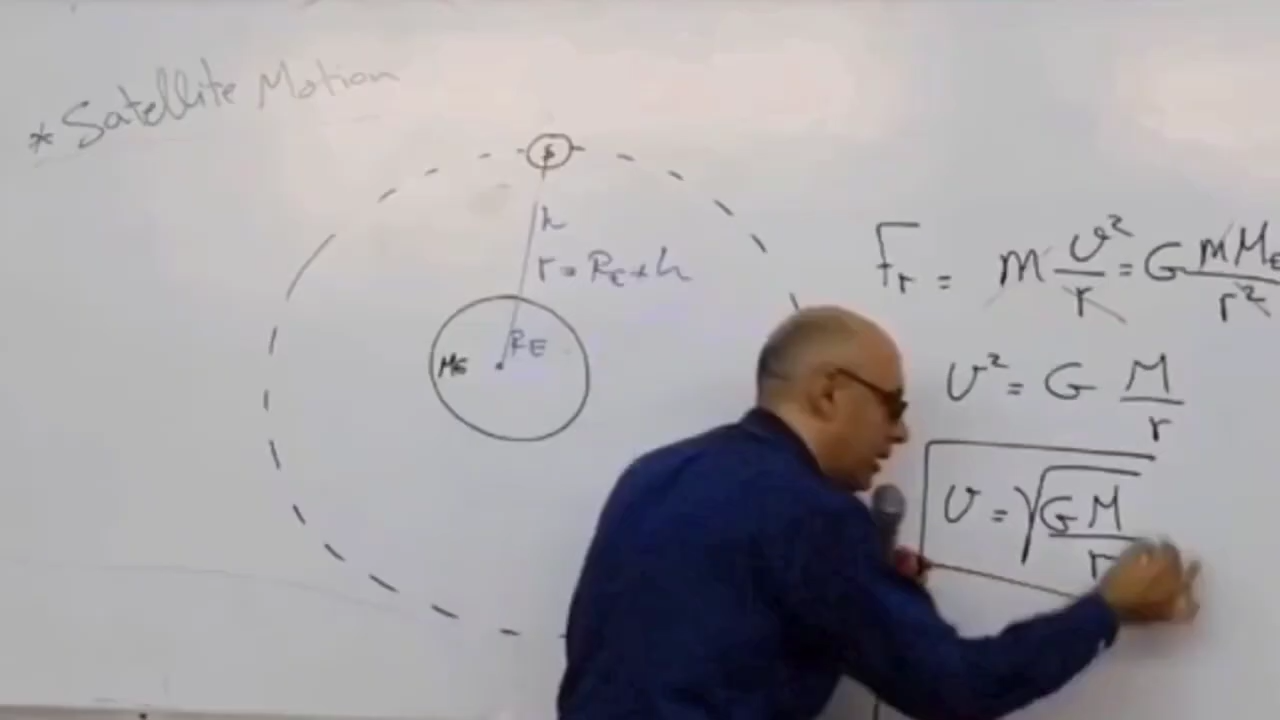 * Satellite Motion
s
h
r = RE + h
ME
RE
Fr = m v²/r = G mME/r²
v² = G M/r
v = √(GM/r)